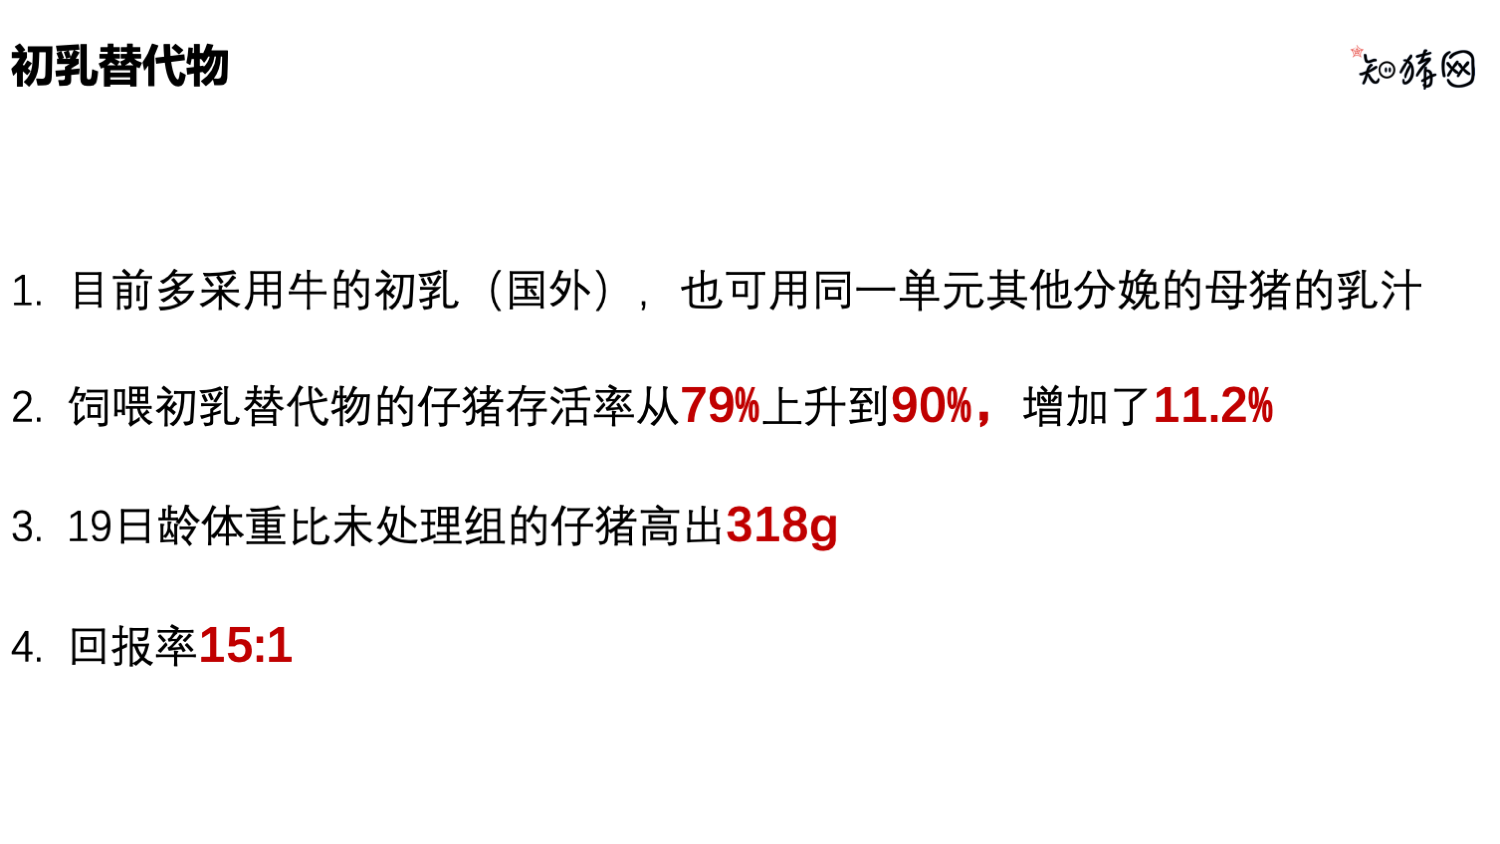 初乳替代物
知猪网
1. 目前多采用牛的初乳（国外），也可用同一单元其他分娩的母猪的乳汁
2. 饲喂初乳替代物的仔猪存活率从79%上升到90%，增加了11.2%
3. 19日龄体重比未处理组的仔猪高出318g
4. 回报率15:1